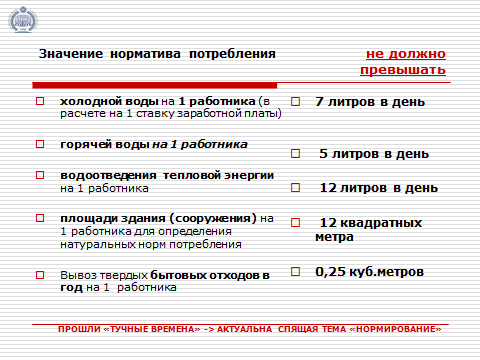 Значение норматива потребления
не должно
превышать
холодной воды на 1 работника (в
расчете на 1 ставку заработной платы)
7 литров в день
горячей воды на 1 работника
5 литров в день
водоотведения тепловой энергии
на 1 работника
12 литров в день
площади здания (сооружения) на
1 работника для определения
натуральных норм потребления
12 квадратных
метра
Вывоз твердых бытовых отходов в
год на 1 работника
0,25 куб.метров
ПРОШЛИ «ТУЧНЫЕ ВРЕМЕНА» -> АКТУАЛЬНА СПЯЩАЯ ТЕМА «НОРМИРОВАНИЕ»